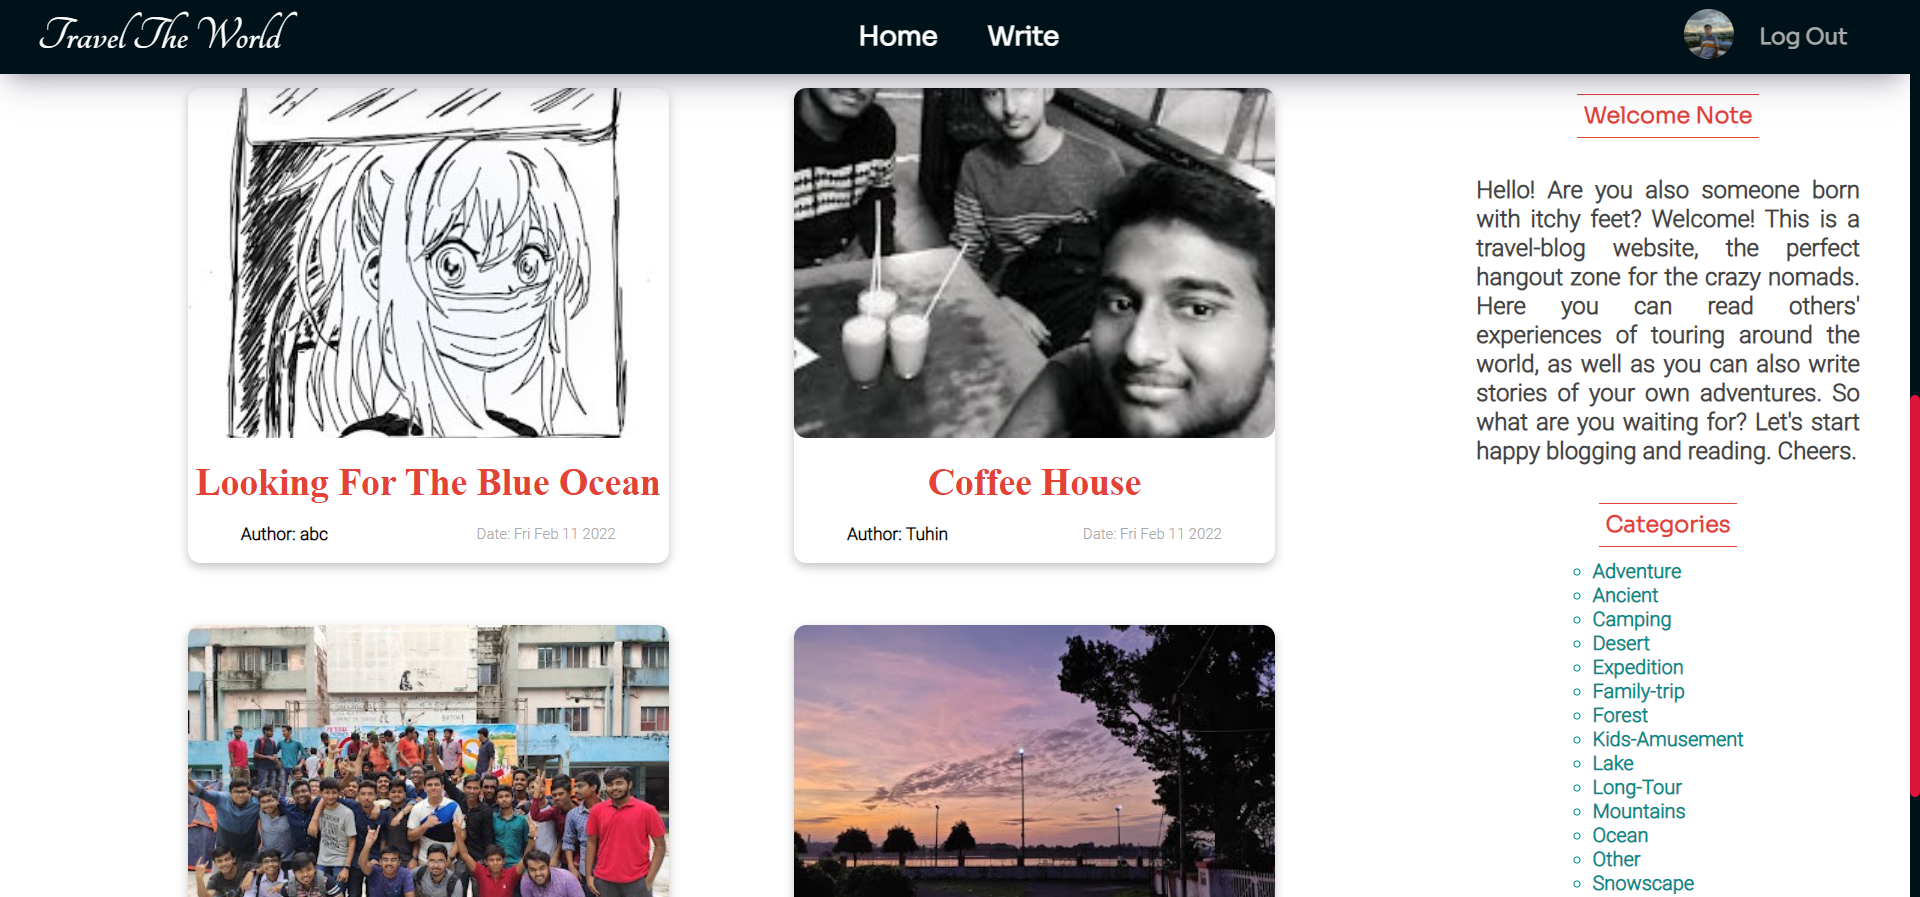 Travel The World
Home
Write
Log Out
Looking For The Blue Ocean
Author: abc
Date: Fri Feb 11 2022
Coffee House
Author: Tuhin
Date: Fri Feb 11 2022
Welcome Note
Hello! Are you also someone born
with itchy feet? Welcome! This is a
travel-blog website, the perfect
hangout zone for the crazy nomads.
Here you can read others'
experiences of touring around the
world, as well as you can also write
stories of your own adventures. So
what are you waiting for? Let's start
happy blogging and reading. Cheers.
Categories
Adventure
Ancient
Camping
Desert
Expedition
Family-trip
Forest
Kids-Amusement
Lake
Long-Tour
Mountains
Ocean
Other
Snowscape